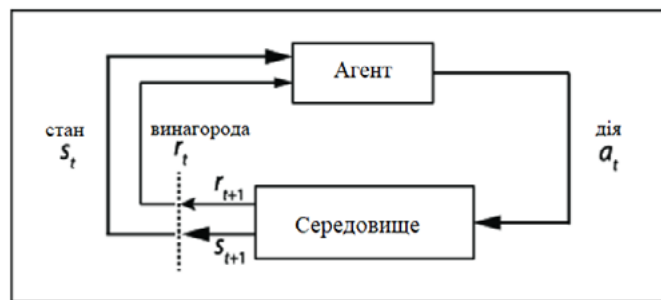 Агент
стан
s_t
винагорода
r_t
дія
a_t
r_{t+1}
Середовище
s_{t+1}